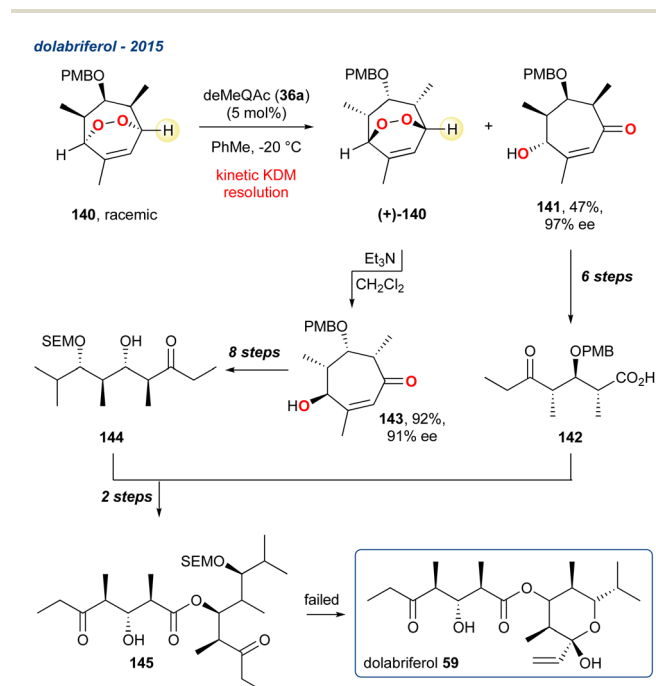 dolabriferol - 2015
PMBO
O
O
H
H
140, racemic
deMeQAc (36a)
(5 mol%)
PhMe, -20 °C
kinetic KDM
resolution
PMBO
O
O
H
H
(+)-140
+
PMBO
O
HO
141, 47%,
97% ee
Et3N
CH2Cl2
6 steps
SEMO
OH
O
144
8 steps
PMBO
O
HO
143, 92%,
91% ee
O
OPMB
CO2H
142
2 steps
SEMO
O
O
OH
O
O
145
failed
O
O
OH
O
O
OH
dolabriferol 59